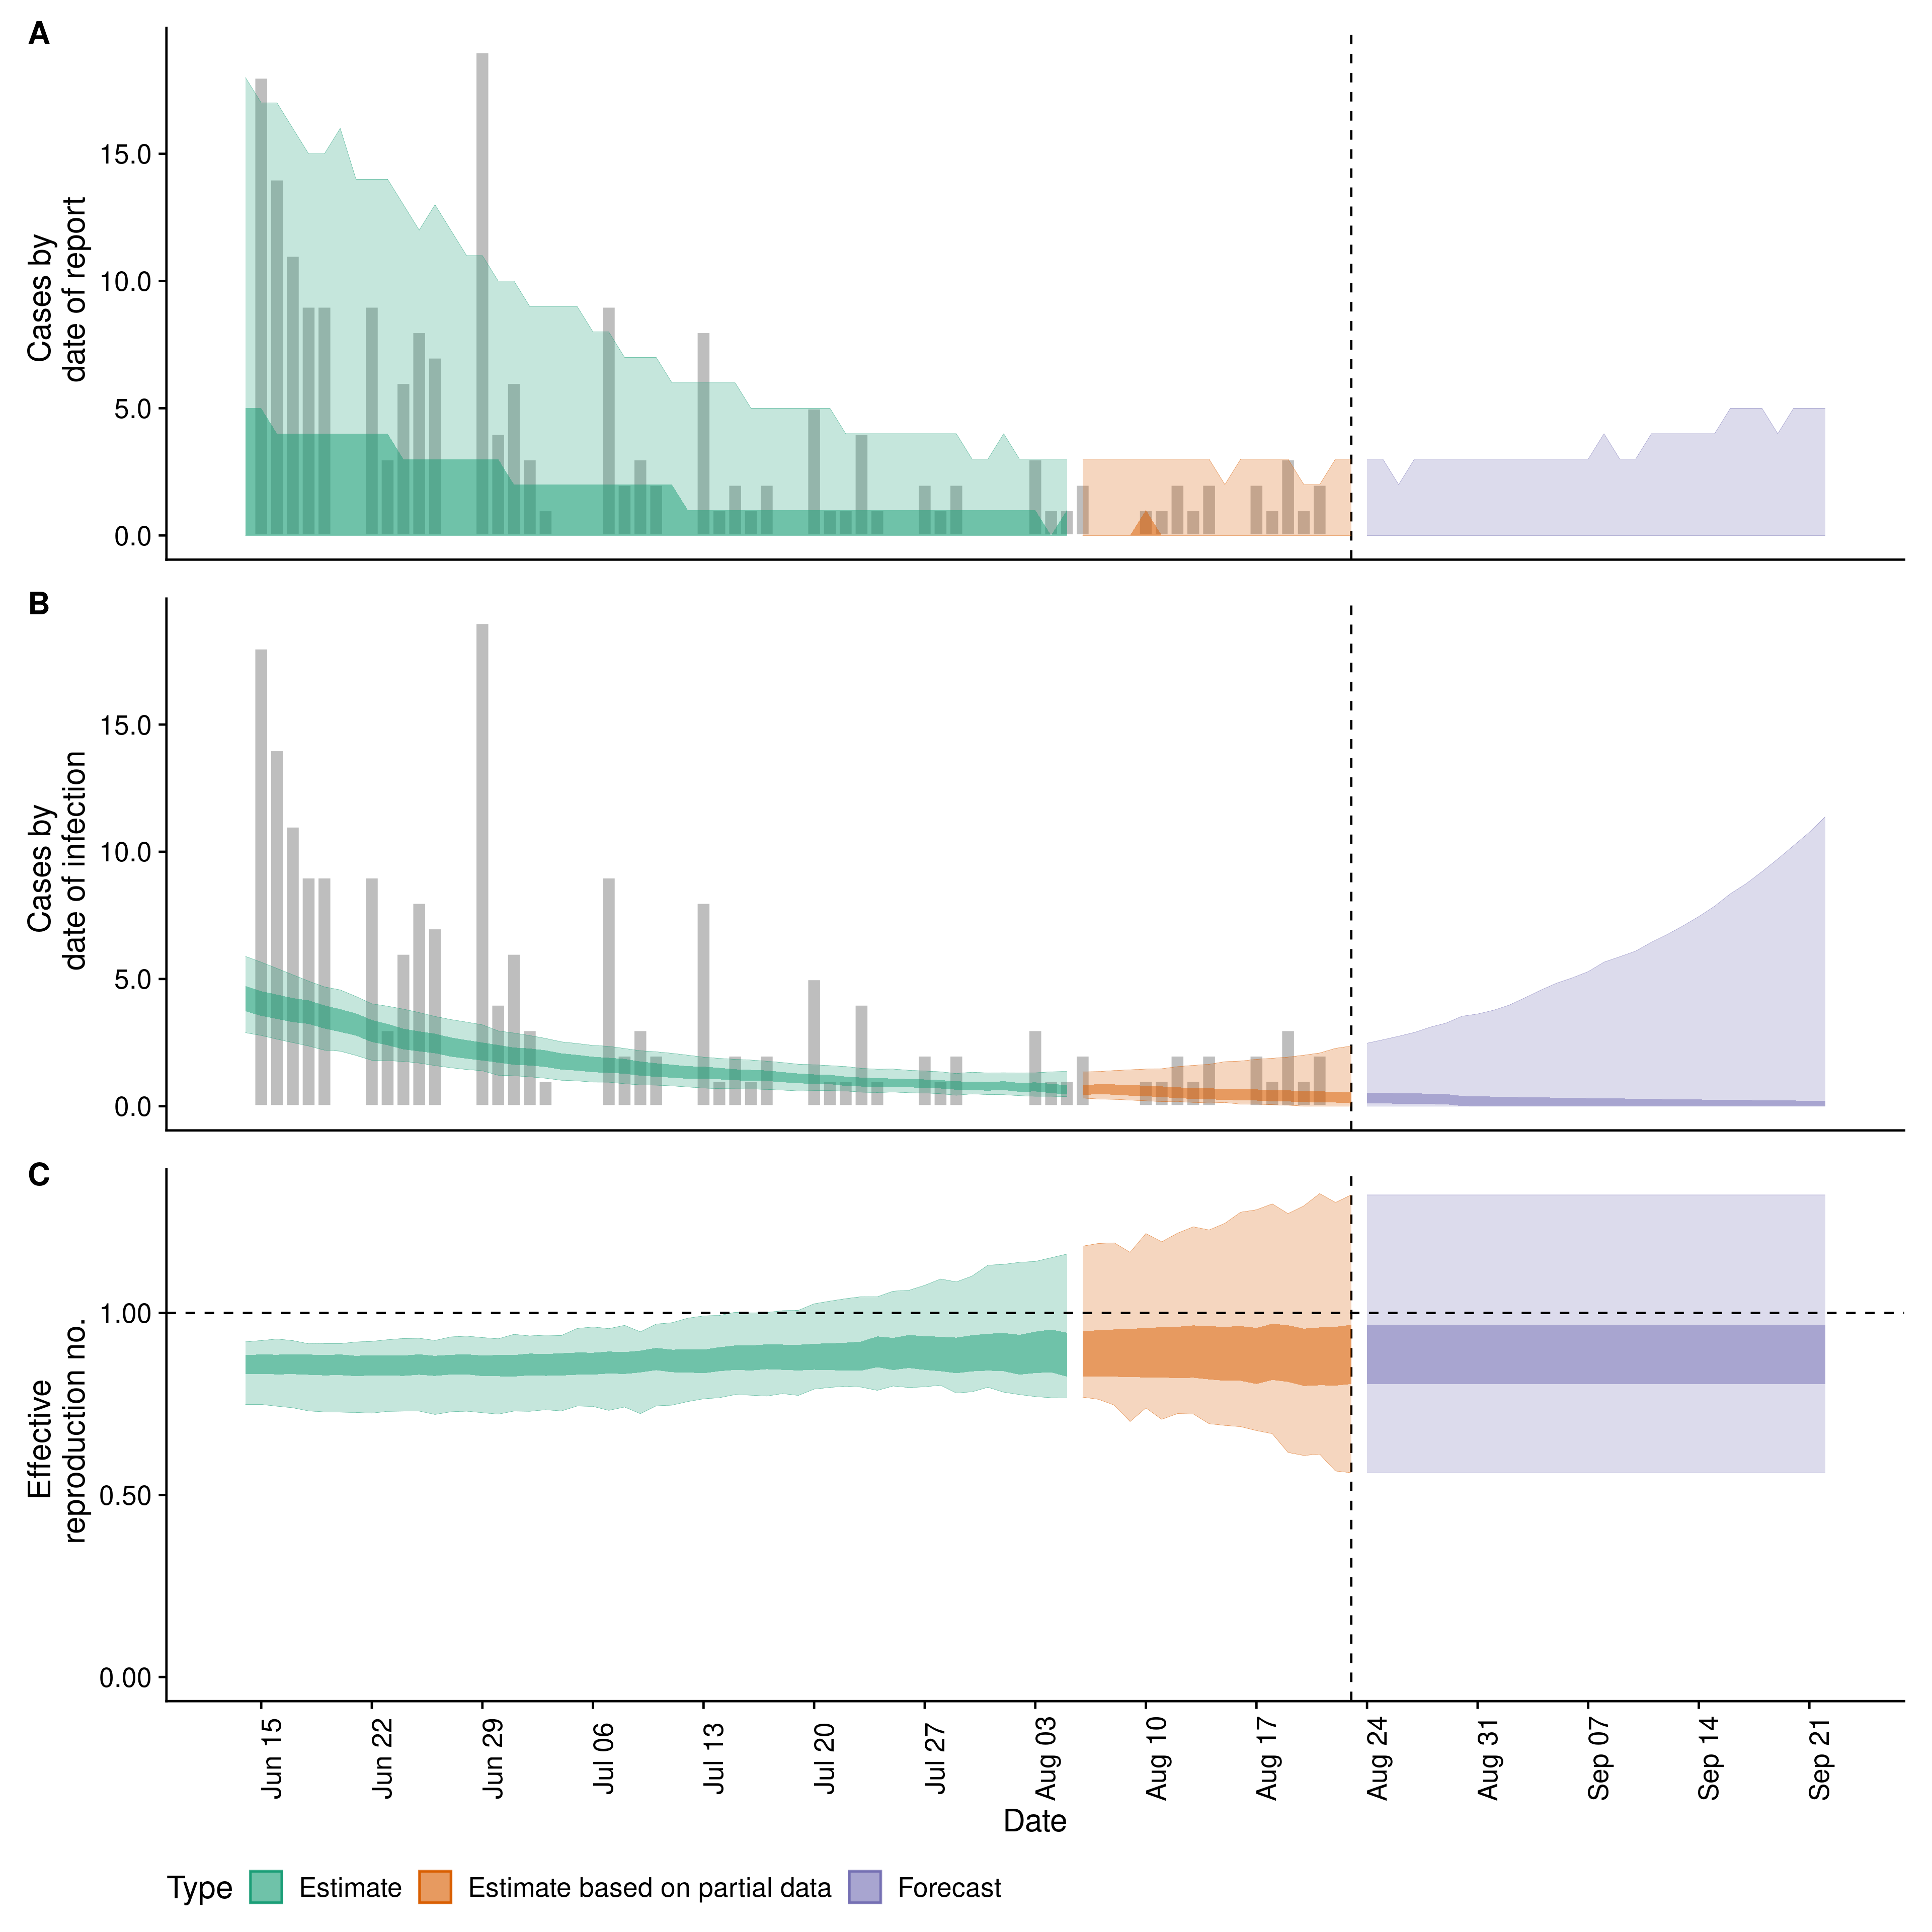 A
Cases by
date of report
15.0
10.0
5.0
0.0
B
Cases by
date of infection
15.0
10.0
5.0
0.0
C
Effective
reproduction no.
1.00
0.50
0.00
Jun 15
Jun 22
Jun 29
Jul 06
Jul 13
Jul 20
Jul 27
Aug 03
Aug 10
Aug 17
Aug 24
Aug 31
Sep 07
Sep 14
Sep 21
Date
Type Estimate Estimate based on partial data Forecast